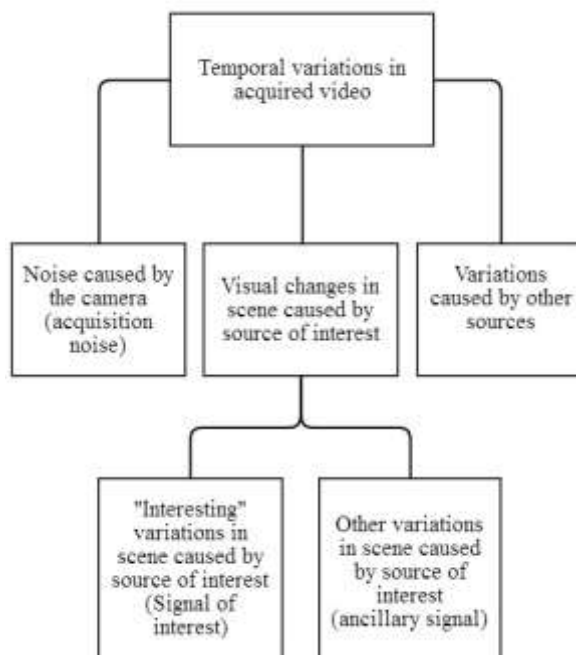 Temporal variations in
acquired video
Noise caused by
the camera
(acquisition
noise)
Visual changes in
scene caused by
source of interest
Variations
caused by other
sources
"Interesting"
variations in
scene caused by
source of interest
(Signal of
interest)
Other variations
in scene caused
by source of
interest
(ancillary signal)